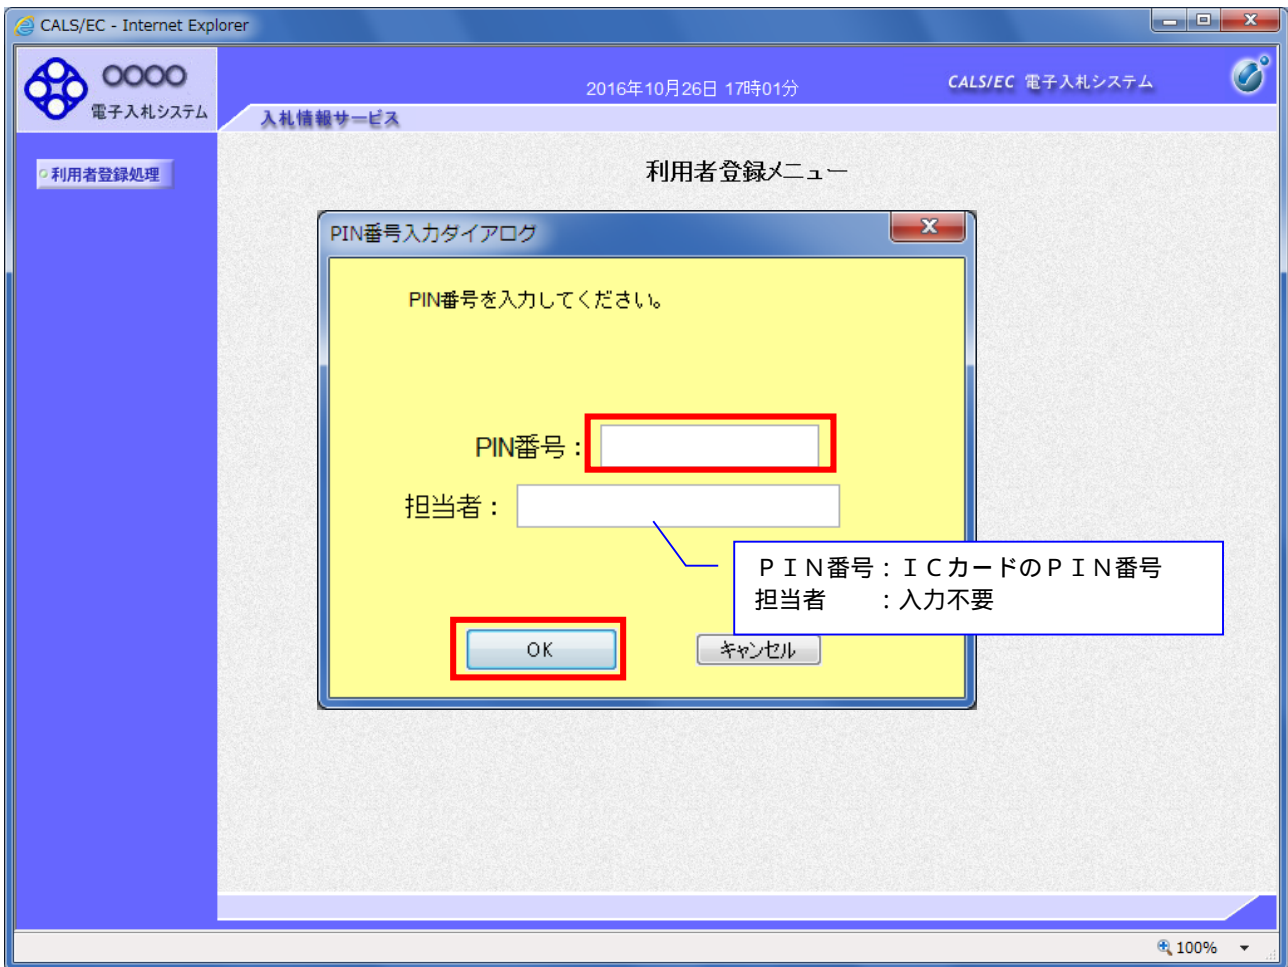 CALS/EC - Internet Explorer
OOOO
電子入札システム
2016年10月26日 17時01分
CALS/EC 電子入札システム
入札情報サービス
利用者登録処理
利用者登録メニュー
PIN番号入力ダイアログ
PIN番号を入力してください。
PIN番号：
担当者：
ＰＩＮ番号：ＩＣカードのＰＩＮ番号
担当者　　：入力不要
OK
キャンセル
100%